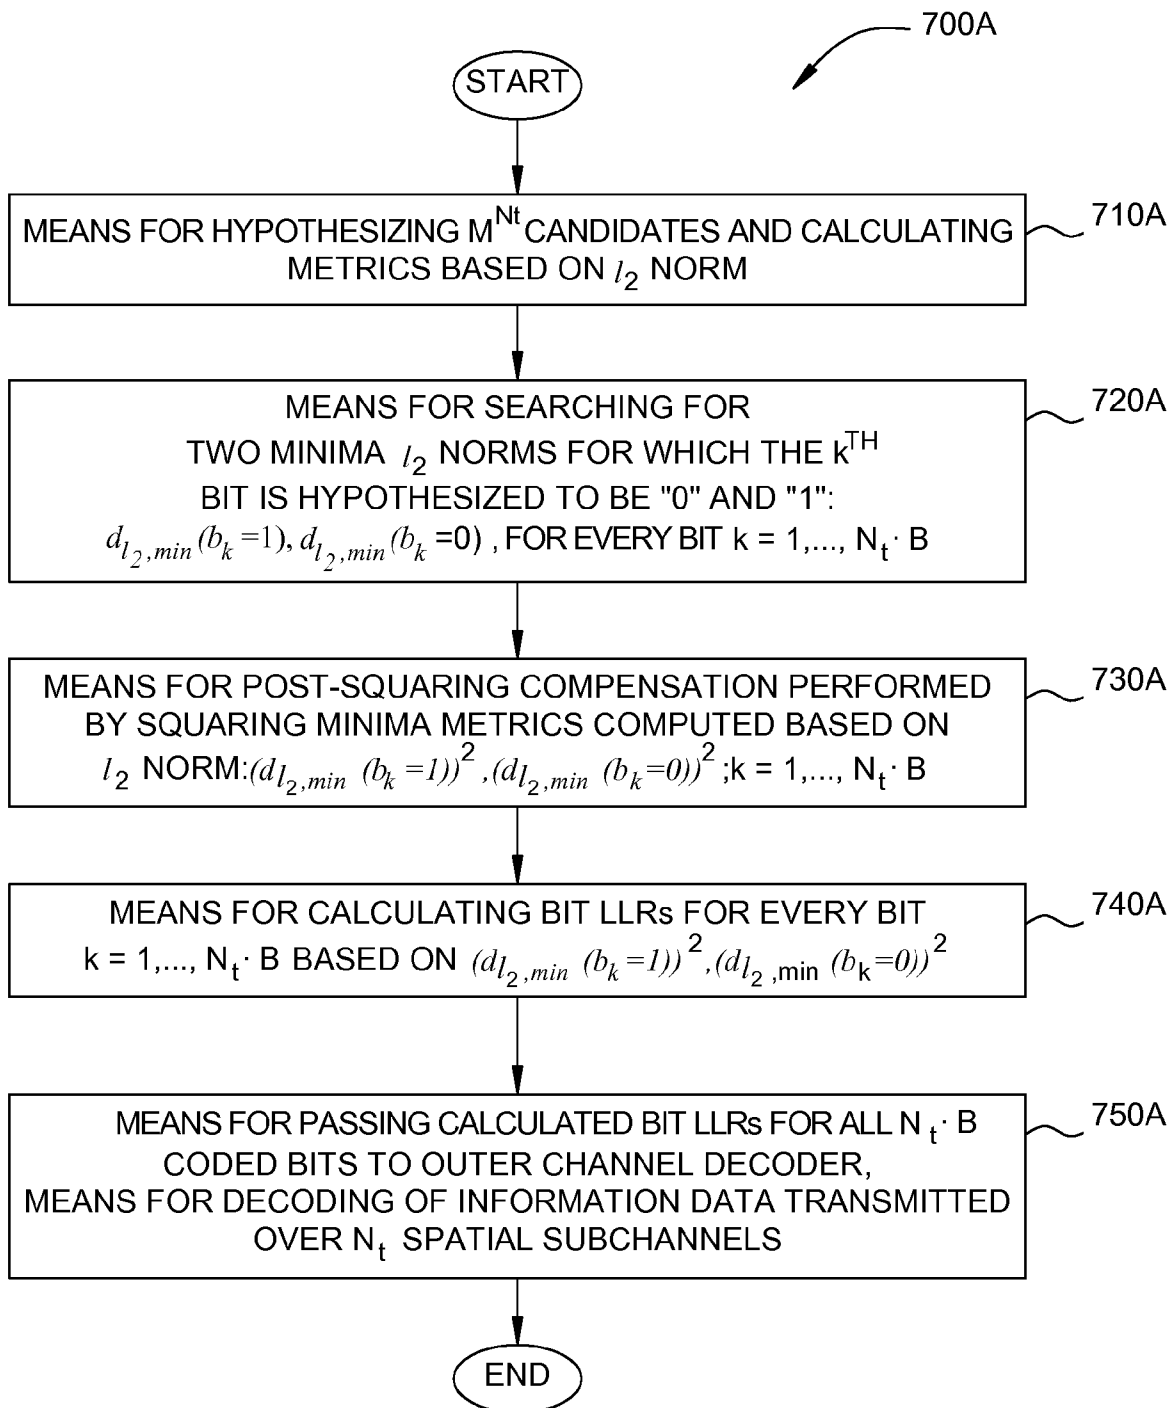 700A
START
710A
MEANS FOR HYPOTHESIZING M^Nt CANDIDATES AND CALCULATING
METRICS BASED ON l₂ NORM
720A
MEANS FOR SEARCHING FOR
TWO MINIMA l₂ NORMS FOR WHICH THE k^TH
BIT IS HYPOTHESIZED TO BE "0" AND "1":
d_{l₂,min}(b_k=1), d_{l₂,min}(b_k=0), FOR EVERY BIT k = 1,..., N_t· B
730A
MEANS FOR POST-SQUARING COMPENSATION PERFORMED
BY SQUARING MINIMA METRICS COMPUTED BASED ON
l₂ NORM:(d_{l₂,min} (b_k=1))²,(d_{l₂,min} (b_k=0))²;k = 1,..., N_t· B
740A
MEANS FOR CALCULATING BIT LLRs FOR EVERY BIT
k = 1,..., N_t· B BASED ON (d_{l₂,min} (b_k=1))²,(d_{l₂,min} (b_k=0))²
750A
MEANS FOR PASSING CALCULATED BIT LLRs FOR ALL N_t· B
CODED BITS TO OUTER CHANNEL DECODER,
MEANS FOR DECODING OF INFORMATION DATA TRANSMITTED
OVER N_t SPATIAL SUBCHANNELS
END